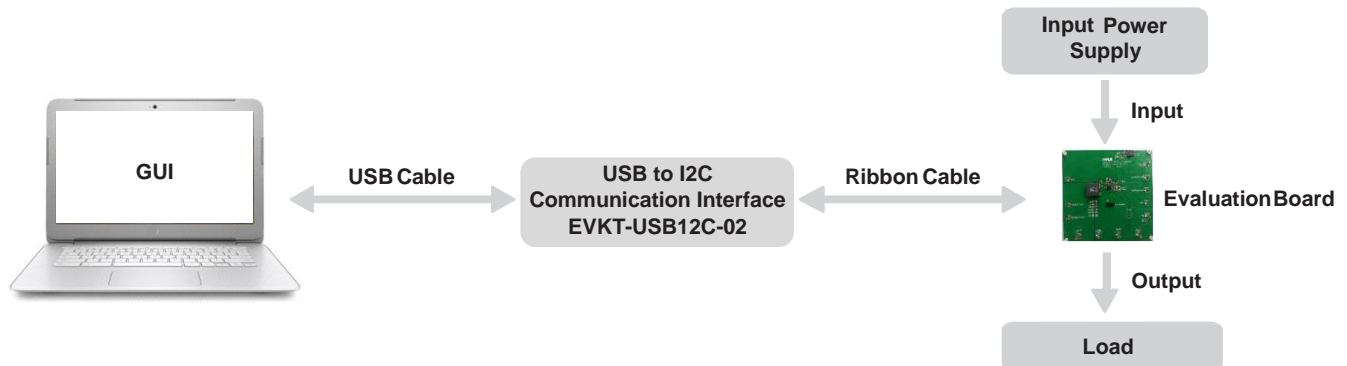 Input Power
Supply
Input
GUI
USB Cable
USB to I2C
Communication Interface
EVKT-USB12C-02
Ribbon Cable
Evaluation Board
Output
Load